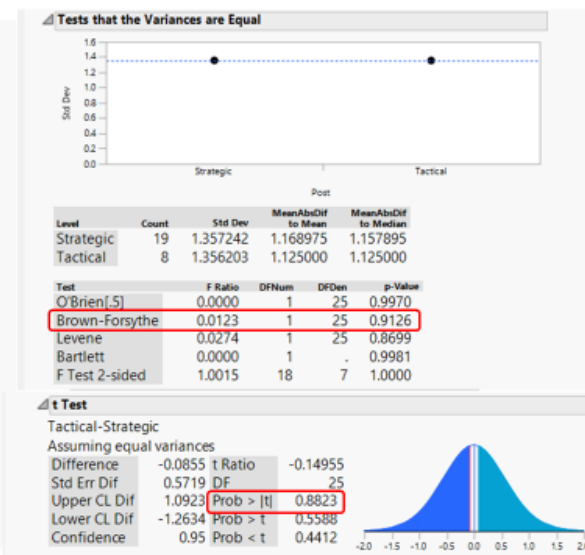 Tests that the Variances are Equal
1.6
1.4
1.2
1.0
0.8
0.6
0.4
0.2
0.0
Std Dev
Strategic Tactical
Post
Level Count Std Dev MeanAbsDif to Mean MeanAbsDif to Median
Strategic 19 1.357242 1.168975 1.157895
Tactical 8 1.356203 1.125000 1.125000
Test F Ratio DFNum DFDen p-Value
O'Brien[.5] 0.0000 1 25 0.9970
Brown-Forsythe 0.0123 1 25 0.9126
Levene 0.0274 1 25 0.8699
Bartlett 0.0000 1 . 0.9981
F Test 2-sided 1.0015 18 7 1.0000
t Test
Tactical-Strategic
Assuming equal variances
Difference -0.0855 t Ratio -0.14955
Std Err Dif 0.5719 DF 25
Upper CL Dif 1.0923 Prob > |t| 0.8823
Lower CL Dif -1.2634 Prob > t 0.5588
Confidence 0.95 Prob < t 0.4412
-2.0 -1.5 -1.0 -0.5 0.0 0.5 1.0 1.5